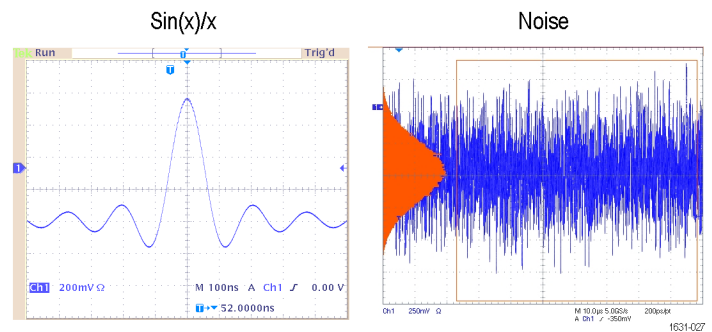 Sin(x)/x
Noise
Run
Trig'd
T
T
1
1
Ch1 200mV Ω M 100ns A Ch1 ∫ 0.00 V
T→▼ 52.0000ns
Ch1 250mV Ω M 10.0µs 5.0GS/s 200ps/pt
A Ch1 ∕ -350mV
1631-027